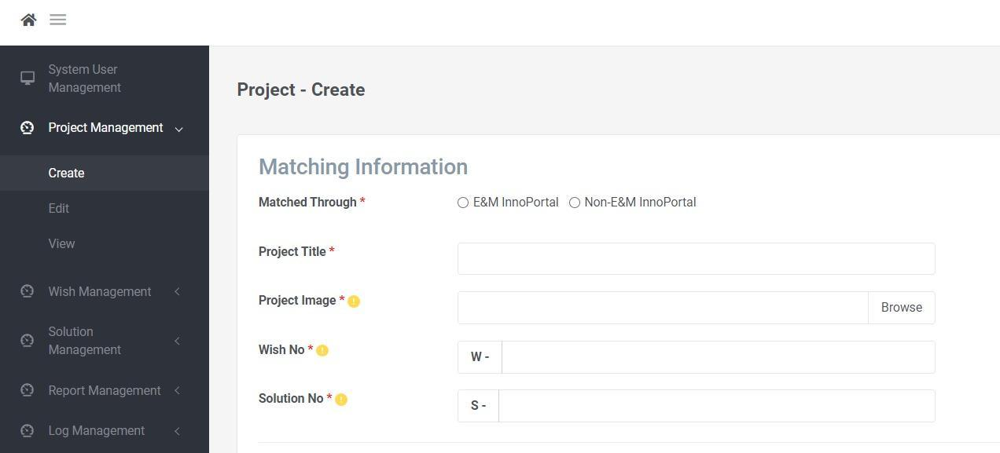 System User
Management
Project Management
Create
Edit
View
Wish Management
Solution
Management
Report Management
Log Management
Project - Create
Matching Information
Matched Through * E&M InnoPortal Non-E&M InnoPortal
Project Title *
Project Image * ! Browse
Wish No * ! W -
Solution No * ! S -